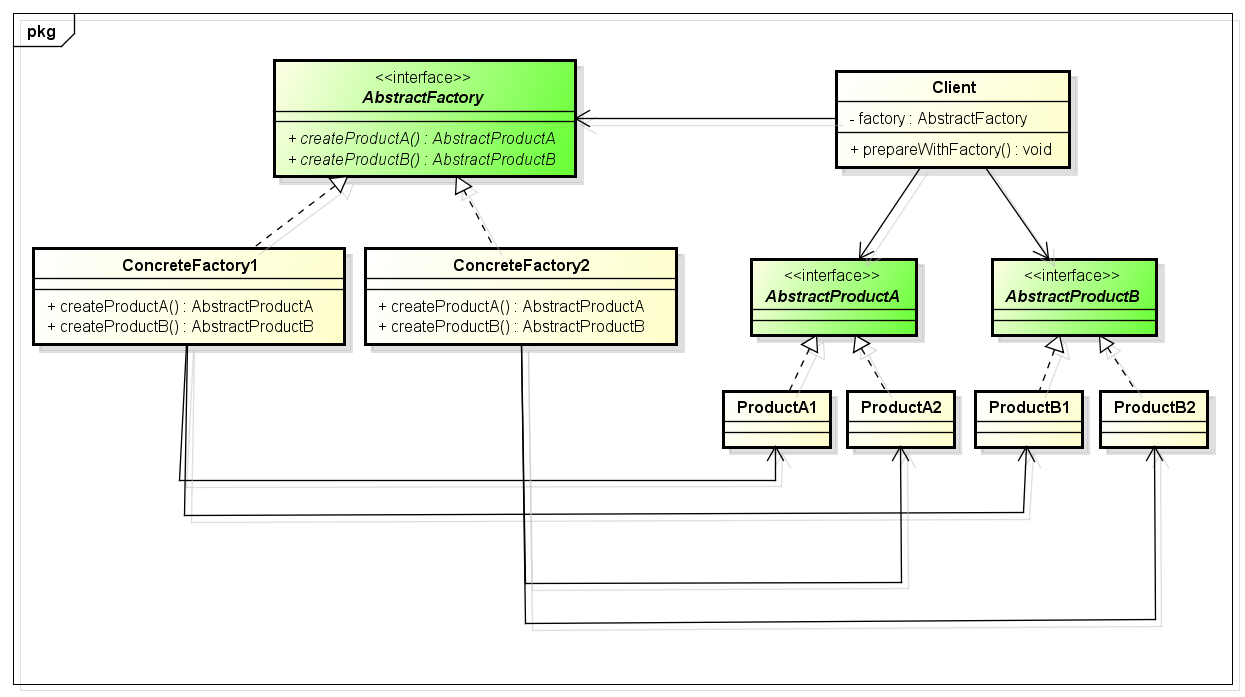 pkg
<<interface>>
AbstractFactory
+ createProductA() : AbstractProductA
+ createProductB() : AbstractProductB
Client
- factory : AbstractFactory
+ prepareWithFactory() : void
ConcreteFactory1
+ createProductA() : AbstractProductA
+ createProductB() : AbstractProductB
ConcreteFactory2
+ createProductA() : AbstractProductA
+ createProductB() : AbstractProductB
<<interface>>
AbstractProductA
<<interface>>
AbstractProductB
ProductA1
ProductA2
ProductB1
ProductB2